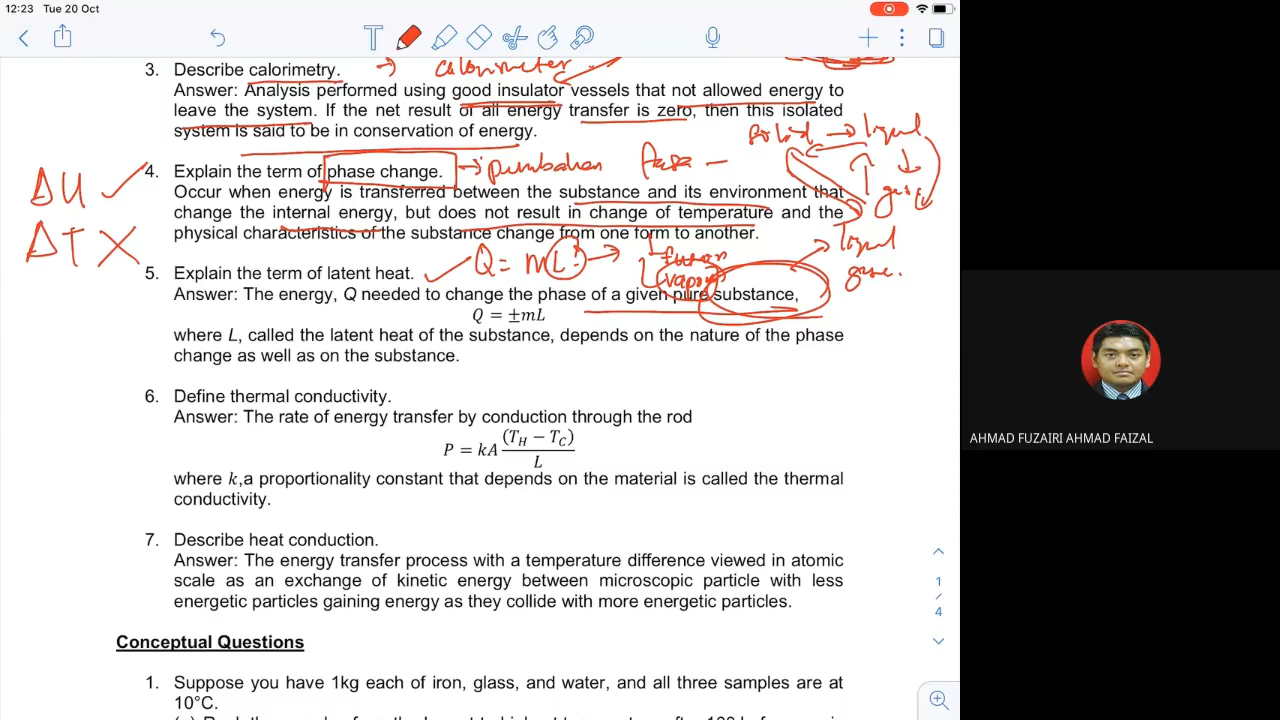 12:23 Tue 20 Oct
3. Describe calorimetry. → calorimeter
Answer: Analysis performed using good insulator vessels that not allowed energy to
leave the system. If the net result of all energy transfer is zero, then this isolated
system is said to be in conservation of energy.
solid → liquid
gase
4. Explain the term of phase change. → perubahan fasa
ΔU ✓
Occur when energy is transferred between the substance and its environment that
change the internal energy, but does not result in change of temperature and the
physical characteristics of the substance change from one form to another.
ΔT X
liquid
gase.
5. Explain the term of latent heat. ✓ Q = mL → fusion
vapor
Answer: The energy, Q needed to change the phase of a given pure substance,
Q = ±mL
where L, called the latent heat of the substance, depends on the nature of the phase
change as well as on the substance.
6. Define thermal conductivity.
Answer: The rate of energy transfer by conduction through the rod
P = kA (T_H − T_C) / L
where k,a proportionality constant that depends on the material is called the thermal
conductivity.
7. Describe heat conduction.
Answer: The energy transfer process with a temperature difference viewed in atomic
scale as an exchange of kinetic energy between microscopic particle with less
energetic particles gaining energy as they collide with more energetic particles.
Conceptual Questions
1. Suppose you have 1kg each of iron, glass, and water, and all three samples are at
10°C.
1
/
4
AHMAD FUZAIRI AHMAD FAIZAL